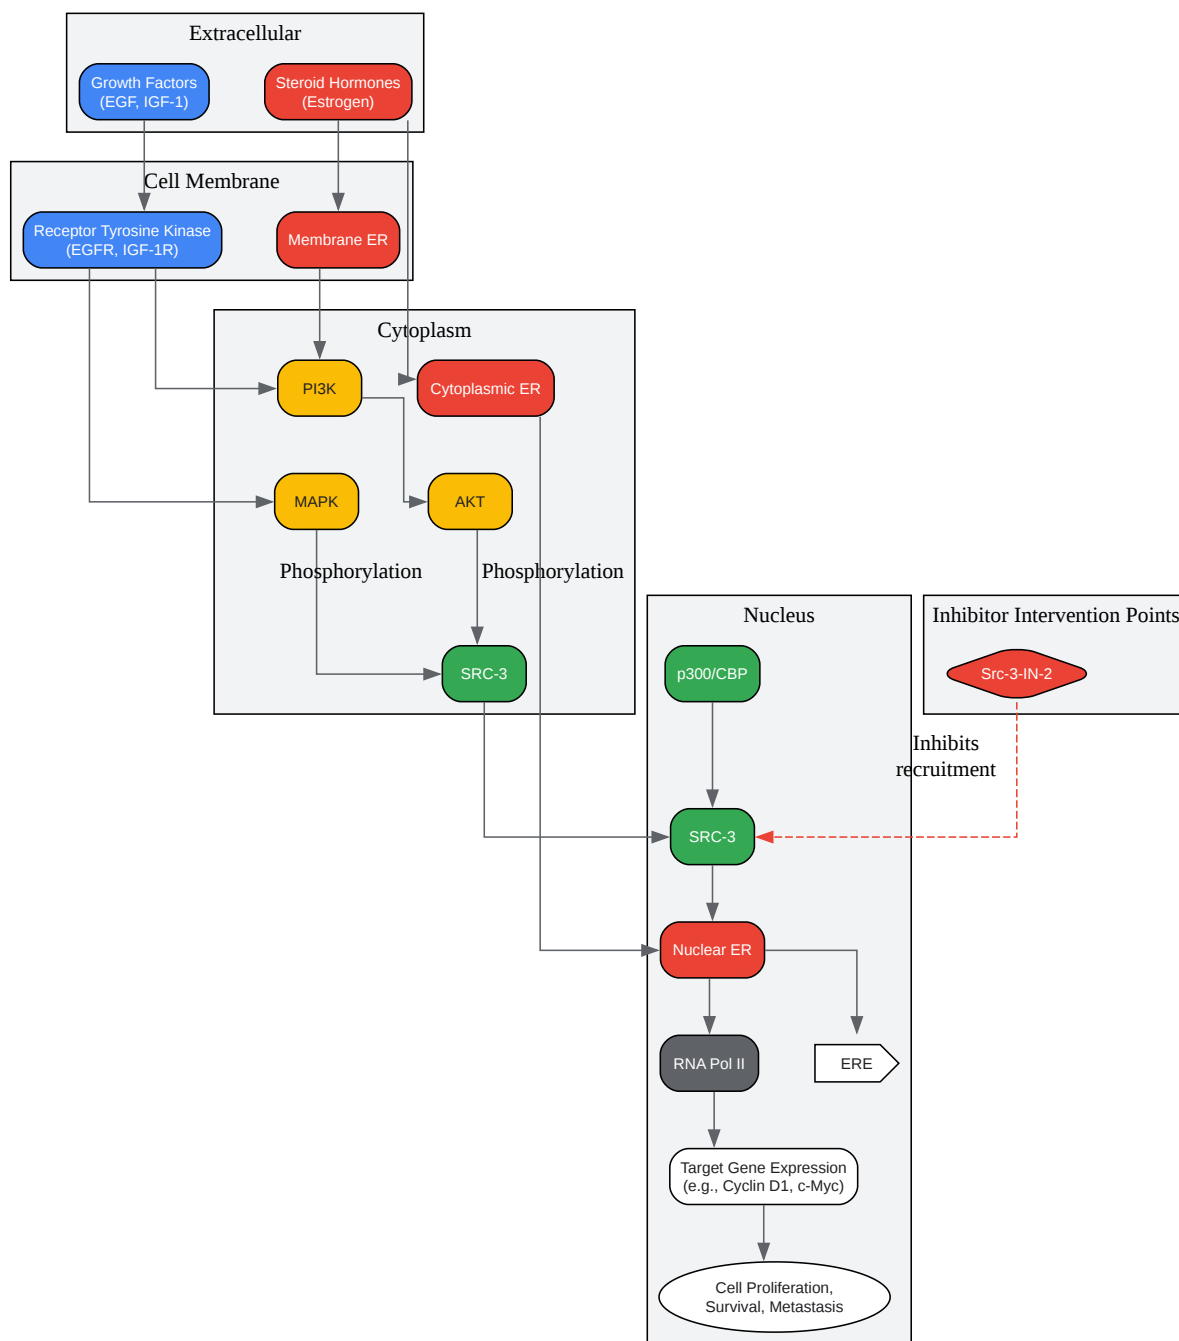 Extracellular
Growth Factors
(EGF, IGF-1)
Steroid Hormones
(Estrogen)
Cell Membrane
Receptor Tyrosine Kinase
(EGFR, IGF-1R)
Membrane ER
Cytoplasm
PI3K
Cytoplasmic ER
MAPK
AKT
Phosphorylation
Phosphorylation
SRC-3
Nucleus
p300/CBP
Inhibitor Intervention Points
Src-3-IN-2
Inhibits
recruitment
SRC-3
Nuclear ER
RNA Pol II
ERE
Target Gene Expression
(e.g., Cyclin D1, c-Myc)
Cell Proliferation,
Survival, Metastasis